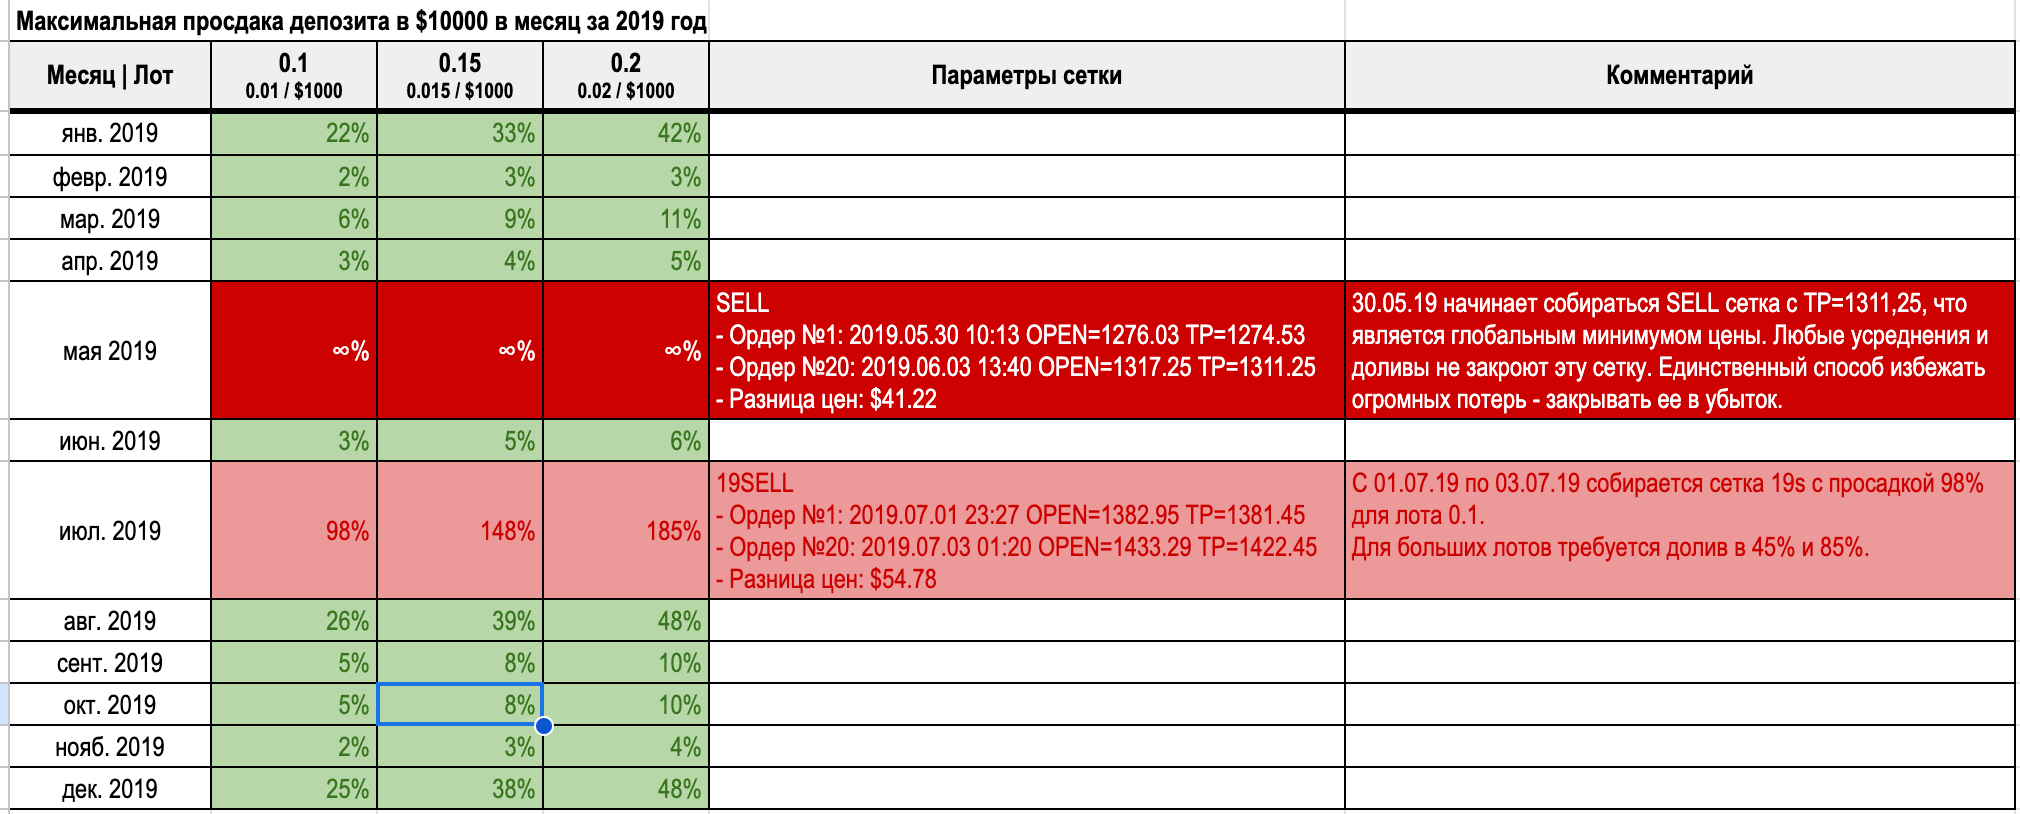 Максимальная просдака депозита в $10000 в месяц за 2019 год
Месяц | Лот
0.1
0.01 / $1000
0.15
0.015 / $1000
0.2
0.02 / $1000
Параметры сетки
Комментарий
янв. 2019 22% 33% 42%
февр. 2019 2% 3% 3%
мар. 2019 6% 9% 11%
апр. 2019 3% 4% 5%
мая 2019 ∞% ∞% ∞%
SELL
- Ордер №1: 2019.05.30 10:13 OPEN=1276.03 TP=1274.53
- Ордер №20: 2019.06.03 13:40 OPEN=1317.25 TP=1311.25
- Разница цен: $41.22
30.05.19 начинает собираться SELL сетка с TP=1311,25, что
является глобальным минимумом цены. Любые усреднения и
доливы не закроют эту сетку. Единственный способ избежать
огромных потерь - закрывать ее в убыток.
июн. 2019 3% 5% 6%
июл. 2019 98% 148% 185%
19SELL
- Ордер №1: 2019.07.01 23:27 OPEN=1382.95 TP=1381.45
- Ордер №20: 2019.07.03 01:20 OPEN=1433.29 TP=1422.45
- Разница цен: $54.78
С 01.07.19 по 03.07.19 собирается сетка 19s с просадкой 98%
для лота 0.1.
Для больших лотов требуется долив в 45% и 85%.
авг. 2019 26% 39% 48%
сент. 2019 5% 8% 10%
окт. 2019 5% 8% 10%
нояб. 2019 2% 3% 4%
дек. 2019 25% 38% 48%